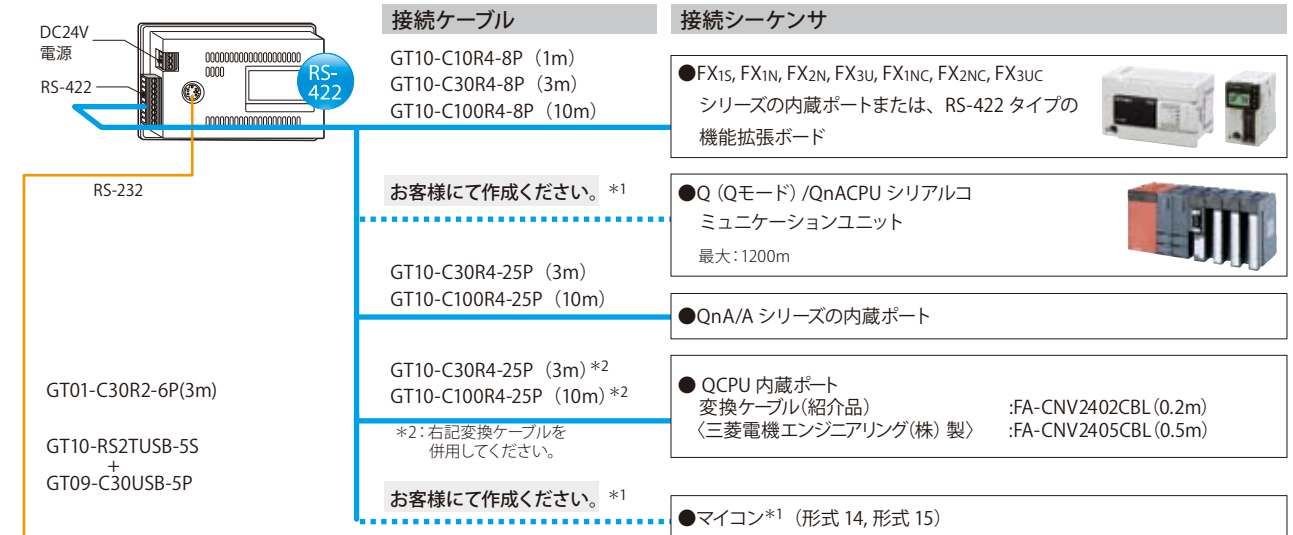 DC24V
電源
RS-422
RS-
422
RS-232
GT01-C30R2-6P(3m)
GT10-RS2TUSB-5S
+
GT09-C30USB-5P
接続ケーブル
接続シーケンサ
GT10-C10R4-8P（1m）
GT10-C30R4-8P（3m）
GT10-C100R4-8P（10m）
●FX1S, FX1N, FX2N, FX3U, FX1NC, FX2NC, FX3UC
シリーズの内蔵ポートまたは、RS-422 タイプの
機能拡張ボード
お客様にて作成ください。*1
●Q（Qモード）/QnACPU シリアルコ
ミュニケーションユニット
最大：1200m
GT10-C30R4-25P（3m）
GT10-C100R4-25P（10m）
●QnA/A シリーズの内蔵ポート
GT10-C30R4-25P（3m）*2
GT10-C100R4-25P（10m）*2
*2：右記変換ケーブルを
併用してください。
● QCPU 内蔵ポート
変換ケーブル（紹介品） :FA-CNV2402CBL（0.2m）
〈三菱電機エンジニアリング（株）製〉 :FA-CNV2405CBL（0.5m）
お客様にて作成ください。*1
●マイコン*1（形式 14, 形式 15）